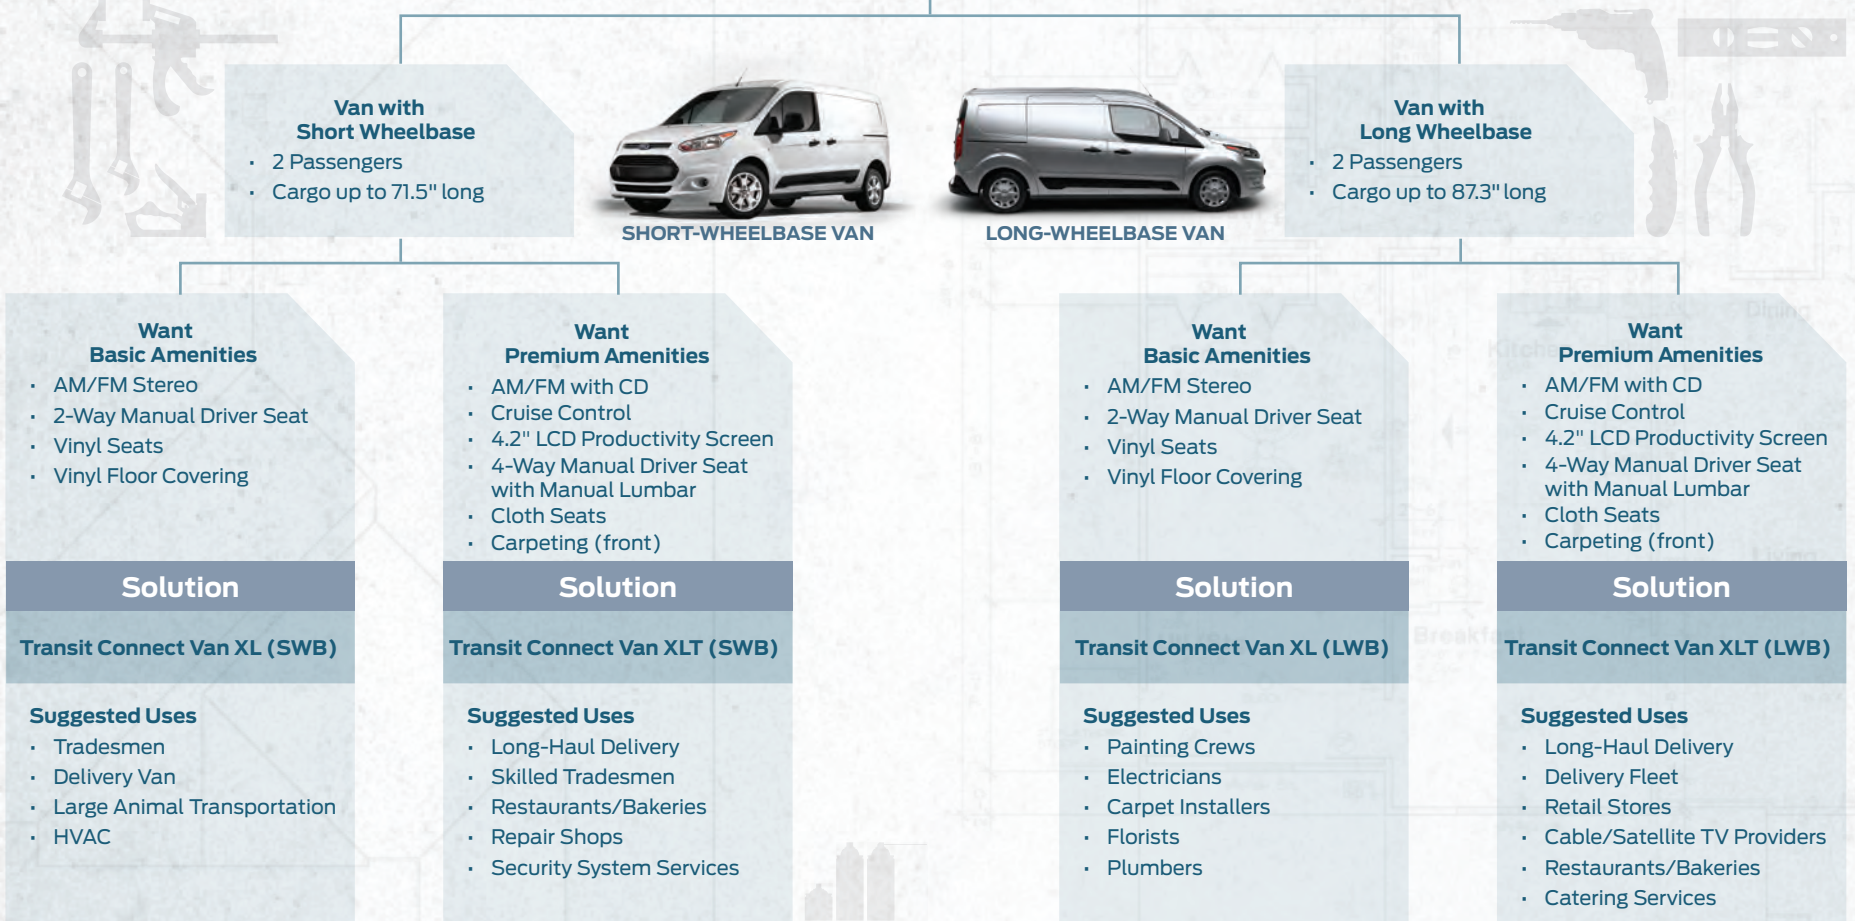 Van with
Short Wheelbase
· 2 Passengers
· Cargo up to 71.5" long
SHORT-WHEELBASE VAN
LONG-WHEELBASE VAN
Van with
Long Wheelbase
· 2 Passengers
· Cargo up to 87.3" long
Want
Basic Amenities
· AM/FM Stereo
· 2-Way Manual Driver Seat
· Vinyl Seats
· Vinyl Floor Covering
Solution
Transit Connect Van XL (SWB)
Suggested Uses
· Tradesmen
· Delivery Van
· Large Animal Transportation
· HVAC
Want
Premium Amenities
· AM/FM with CD
· Cruise Control
· 4.2" LCD Productivity Screen
· 4-Way Manual Driver Seat
with Manual Lumbar
· Cloth Seats
· Carpeting (front)
Solution
Transit Connect Van XLT (SWB)
Suggested Uses
· Long-Haul Delivery
· Skilled Tradesmen
· Restaurants/Bakeries
· Repair Shops
· Security System Services
Want
Basic Amenities
· AM/FM Stereo
· 2-Way Manual Driver Seat
· Vinyl Seats
· Vinyl Floor Covering
Solution
Transit Connect Van XL (LWB)
Suggested Uses
· Painting Crews
· Electricians
· Carpet Installers
· Florists
· Plumbers
Want
Premium Amenities
· AM/FM with CD
· Cruise Control
· 4.2" LCD Productivity Screen
· 4-Way Manual Driver Seat
with Manual Lumbar
· Cloth Seats
· Carpeting (front)
Solution
Transit Connect Van XLT (LWB)
Suggested Uses
· Long-Haul Delivery
· Delivery Fleet
· Retail Stores
· Cable/Satellite TV Providers
· Restaurants/Bakeries
· Catering Services
Dining
Living